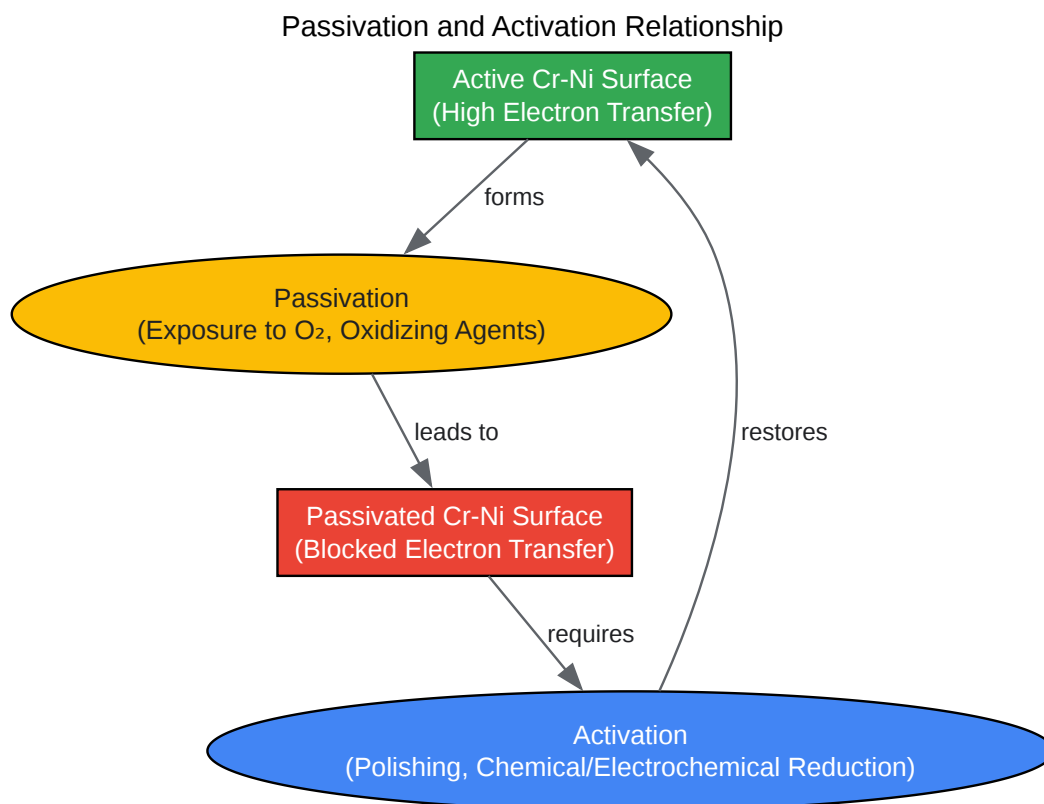 Passivation and Activation Relationship
Active Cr-Ni Surface
(High Electron Transfer)
forms
Passivation
(Exposure to O₂, Oxidizing Agents)
leads to
restores
Passivated Cr-Ni Surface
(Blocked Electron Transfer)
requires
Activation
(Polishing, Chemical/Electrochemical Reduction)